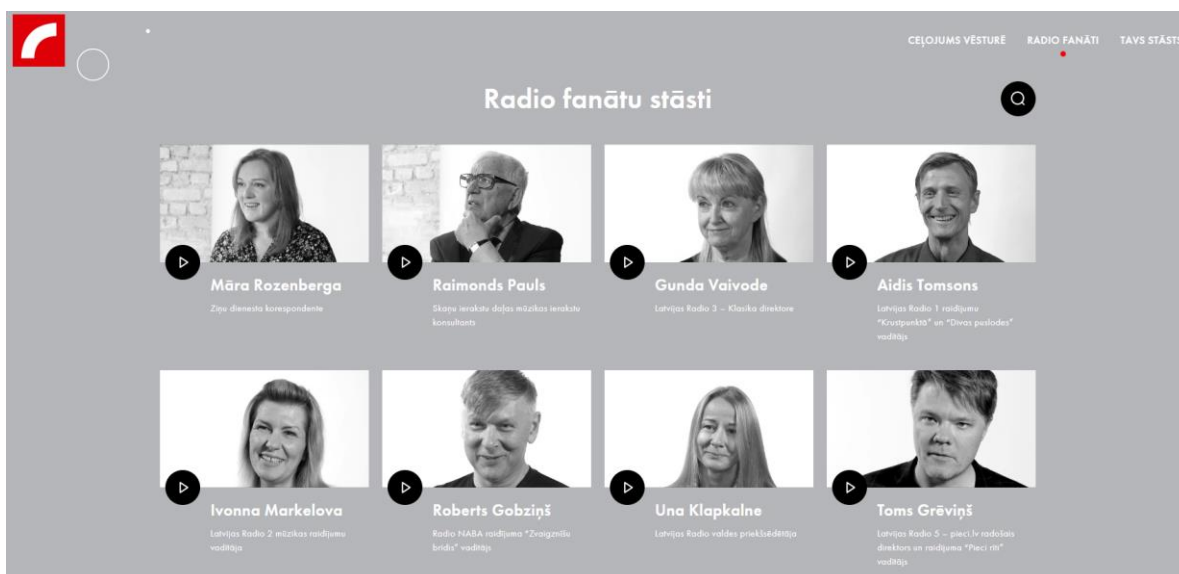 CEĻOJUMS VĒSTURĒ RADIO FANĀTI TAVS STĀSTS
Radio fanātu stāsti
Māra Rozenberga
Ziņu dienesta korespondente
Raimonds Pauls
Skaņu ierakstu daļas mūzikas ierakstu
konsultants
Gunda Vaivode
Latvijas Radio 3 – Klasika direktore
Aidis Tomsons
Latvijas Radio 1 raidījumu
“Krustpunktā” en “Divas puslodes”
vadītājs
Ivonna Markelova
Latvijas Radio 2 mūzikas raidījumu
vadītāja
Roberts Gobziņš
Radio NABA raidījuma “Zvaigznīšu
brīdis” vadītājs
Una Klapkalne
Latvijas Radio valdes priekšsēdētāja
Toms Grēviņš
Latvijas Radio 5 – pieci.lv radošais
direktors un raidījuma “Pieci rīti”
vadītājs